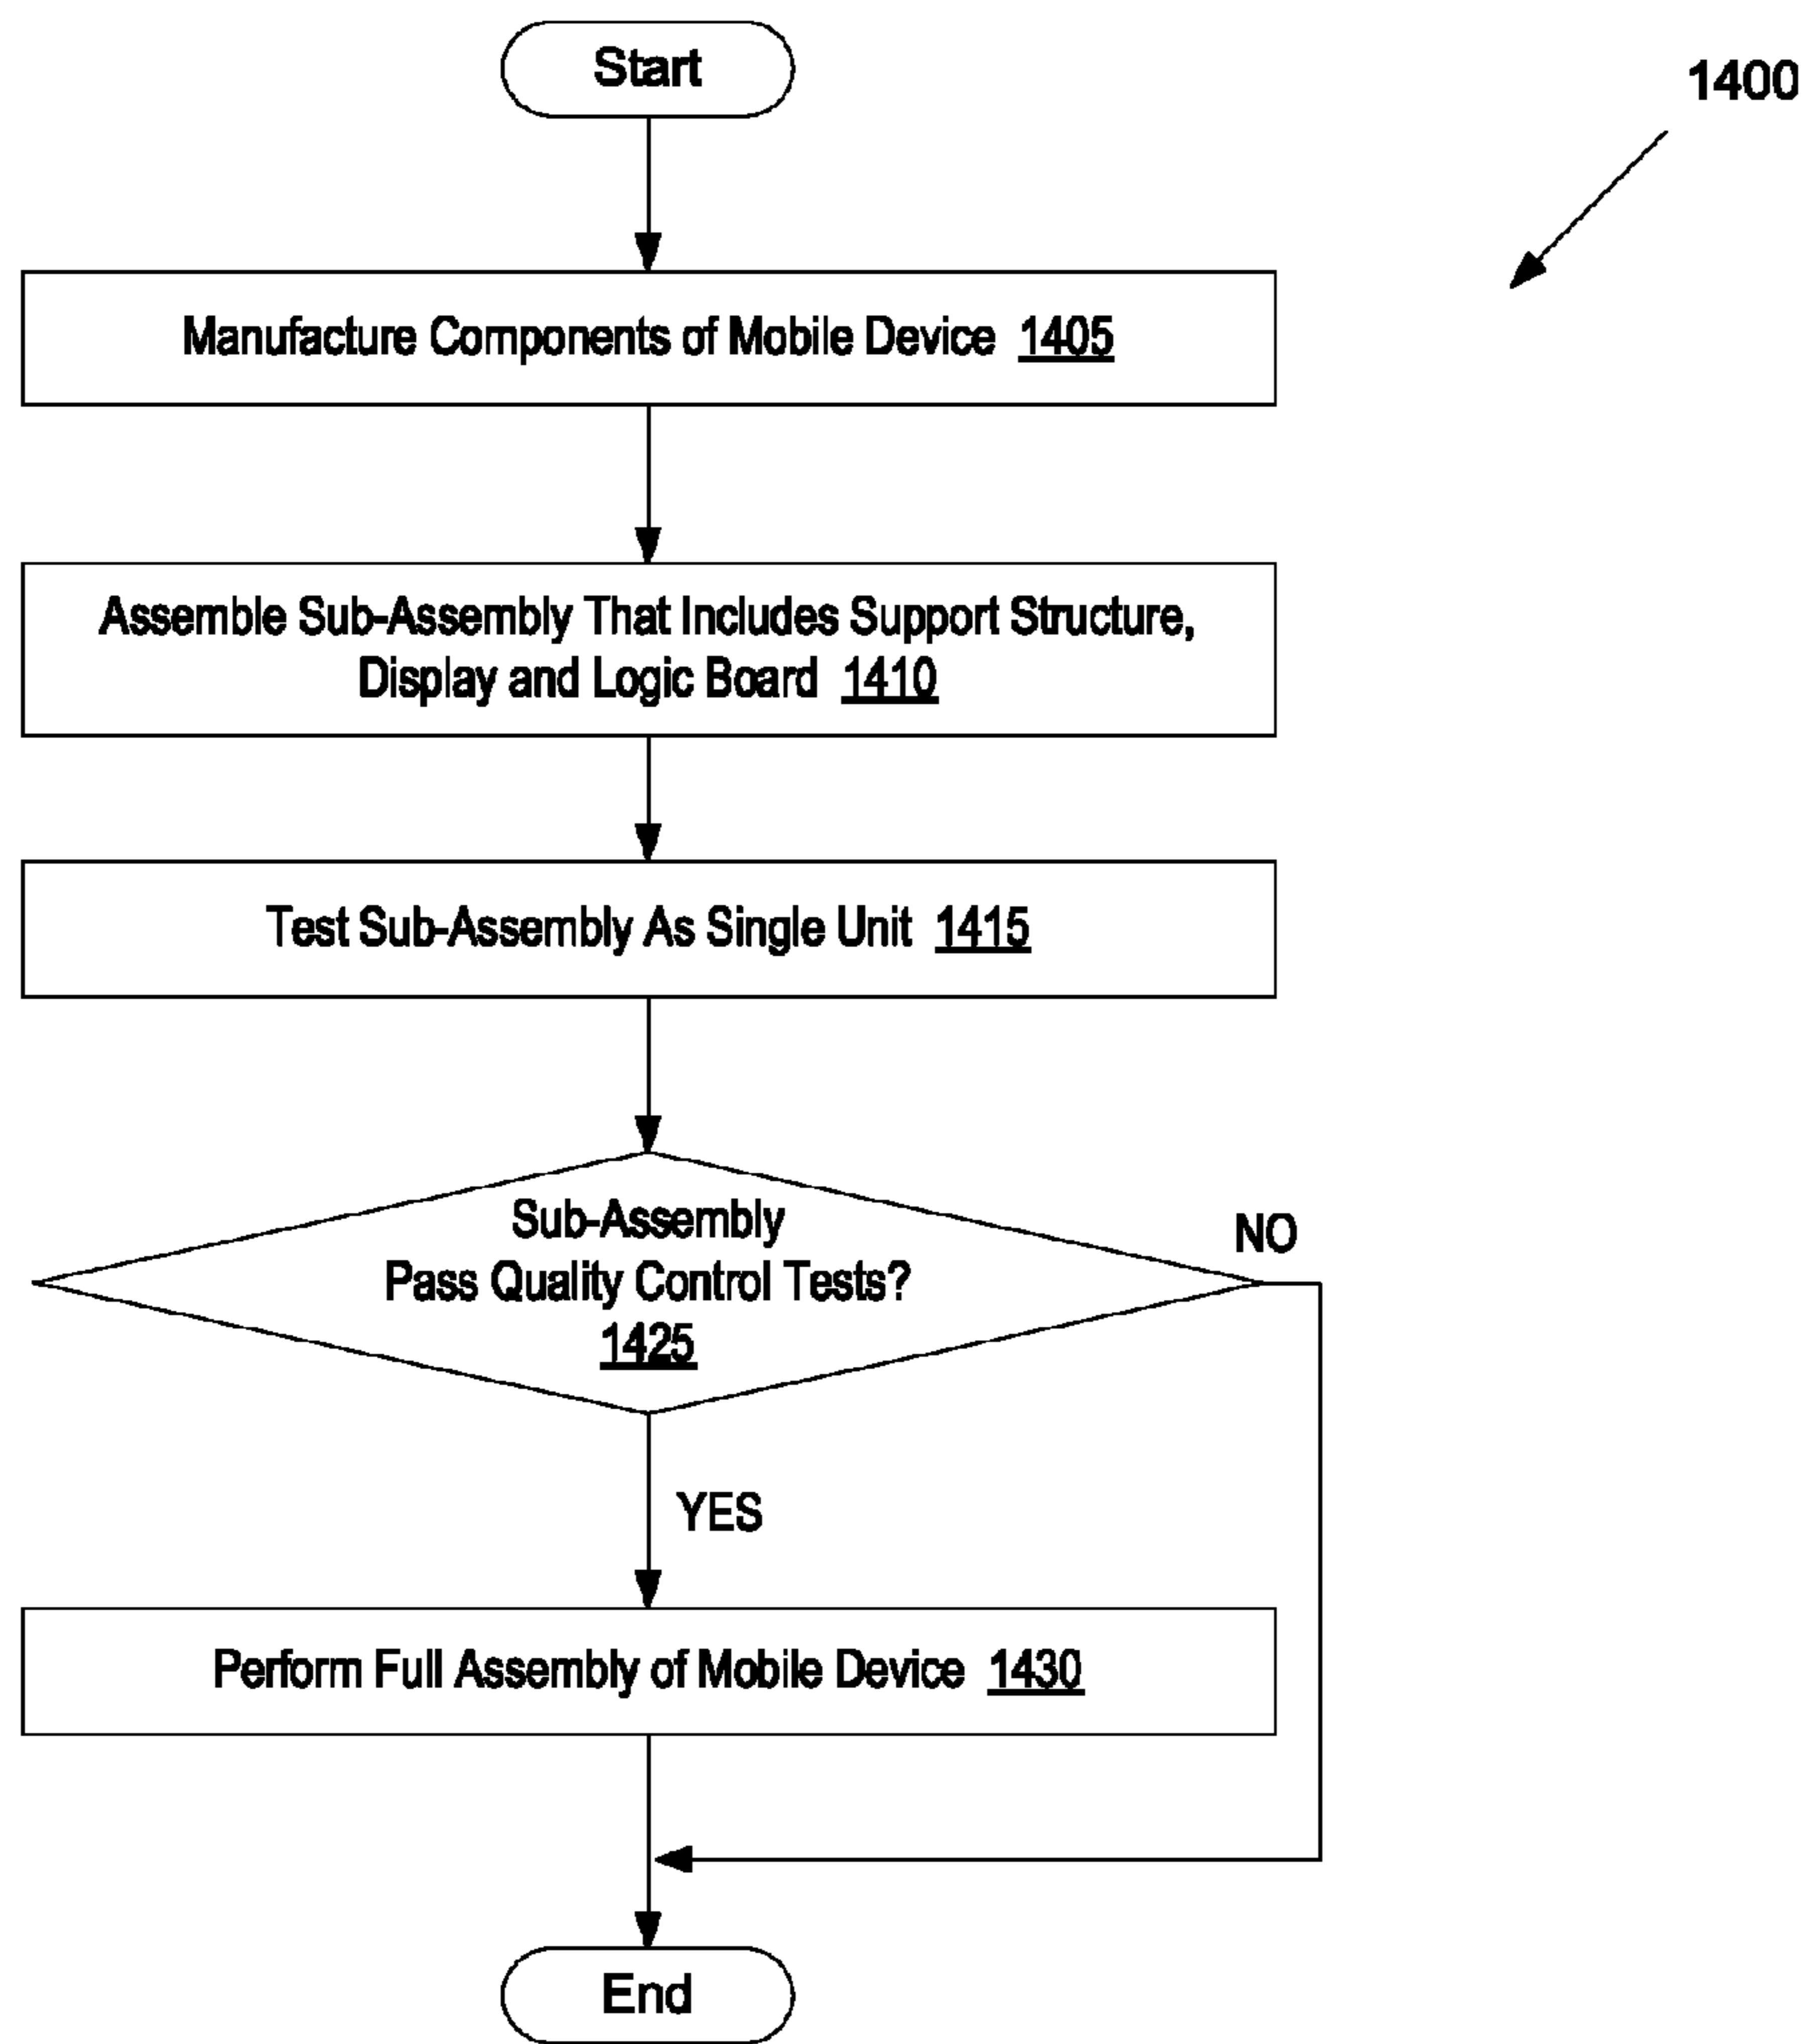 Start
1400
Manufacture Components of Mobile Device 1405
Assemble Sub-Assembly That Includes Support Structure,
Display and Logic Board 1410
Test Sub-Assembly As Single Unit 1415
Sub-Assembly
Pass Quality Control Tests?
1425
NO
YES
Perform Full Assembly of Mobile Device 1430
End